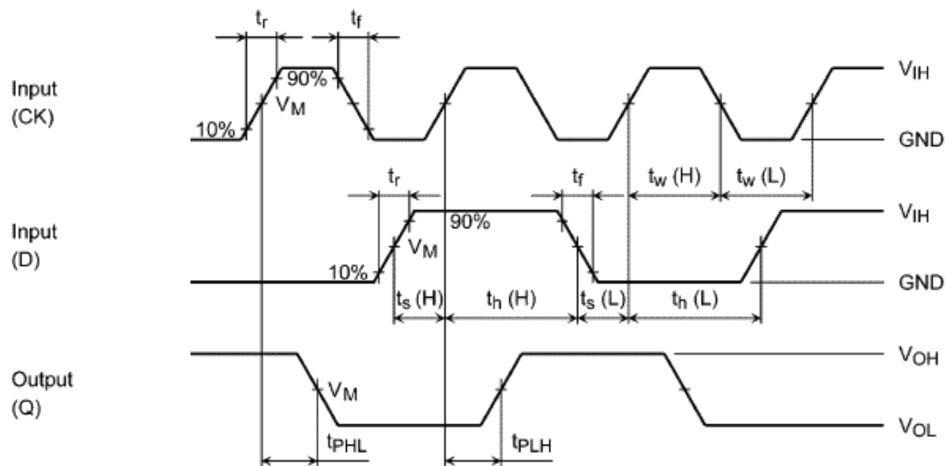 tr tf
Input
(CK)
90%
VM
10%
VIH
GND
tr tf tw (H) tw (L)
Input
(D)
90%
VM
10%
VIH
GND
ts (H) th (H) ts (L) th (L)
Output
(Q)
VM
VOH
VOL
tPHL tPLH